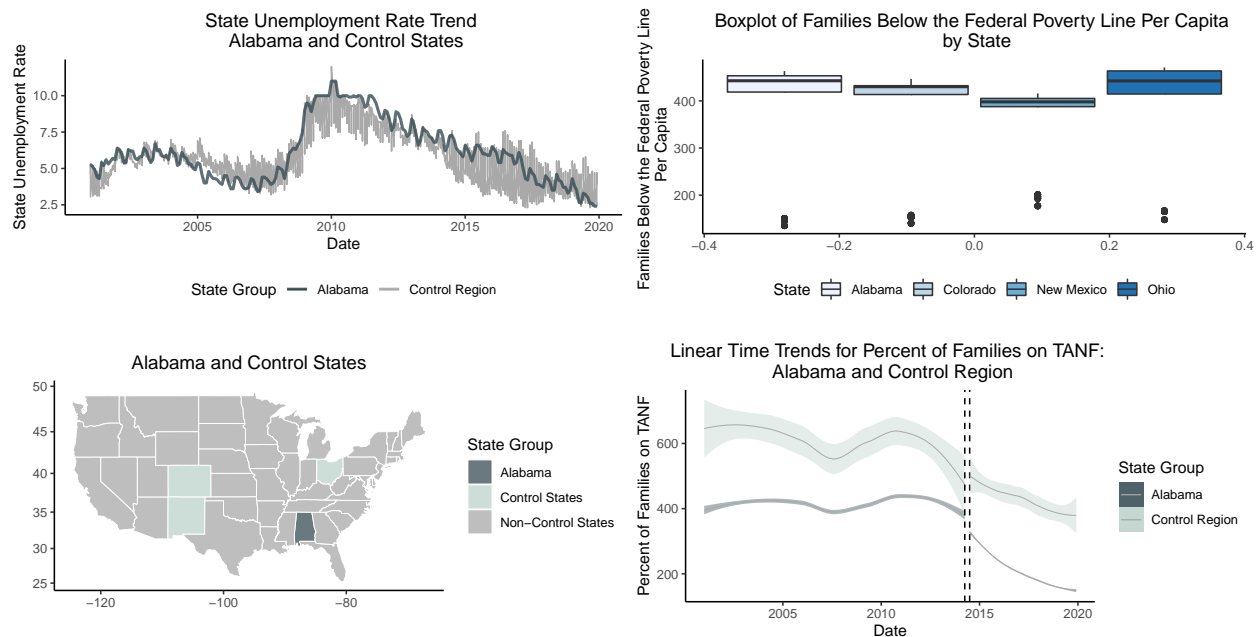 State Unemployment Rate Trend
Alabama and Control States
State Unemployment Rate
10.0
7.5
5.0
2.5
2005
2010
2015
2020
Date
State Group
Alabama
Control Region
Boxplot of Families Below the Federal Poverty Line Per Capita
by State
Families Below the Federal Poverty Line
Per Capita
400
300
200
−0.4
−0.2
0.0
0.2
0.4
State
Alabama
Colorado
New Mexico
Ohio
Alabama and Control States
50
45
40
35
30
25
−120
−100
−80
State Group
Alabama
Control States
Non−Control States
Linear Time Trends for Percent of Families on TANF:
Alabama and Control Region
Percent of Families on TANF
600
400
200
2005
2010
2015
2020
Date
State Group
Alabama
Control Region